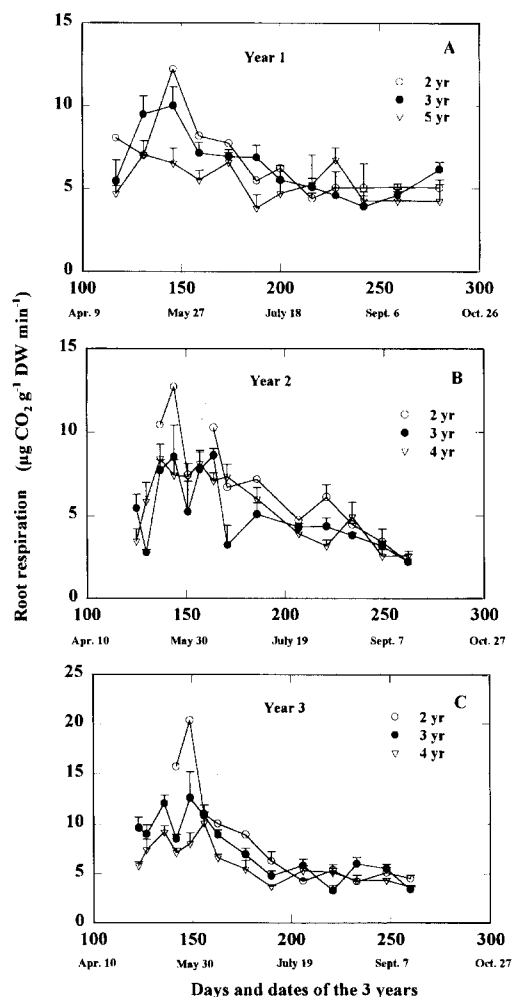 15
Year 1
A
2 yr
3 yr
5 yr
10
5
0
100 150 200 250 300
Apr. 9 May 27 July 18 Sept. 6 Oct. 26
Root respiration (µg CO₂ g⁻¹ DW min⁻¹)
15
Year 2
B
2 yr
3 yr
4 yr
10
5
0
100 150 200 250 300
Apr. 10 May 30 July 19 Sept. 7 Oct. 27
25
Year 3
C
2 yr
3 yr
4 yr
20
15
10
5
0
100 150 200 250 300
Apr. 10 May 30 July 19 Sept. 7 Oct. 27
Days and dates of the 3 years